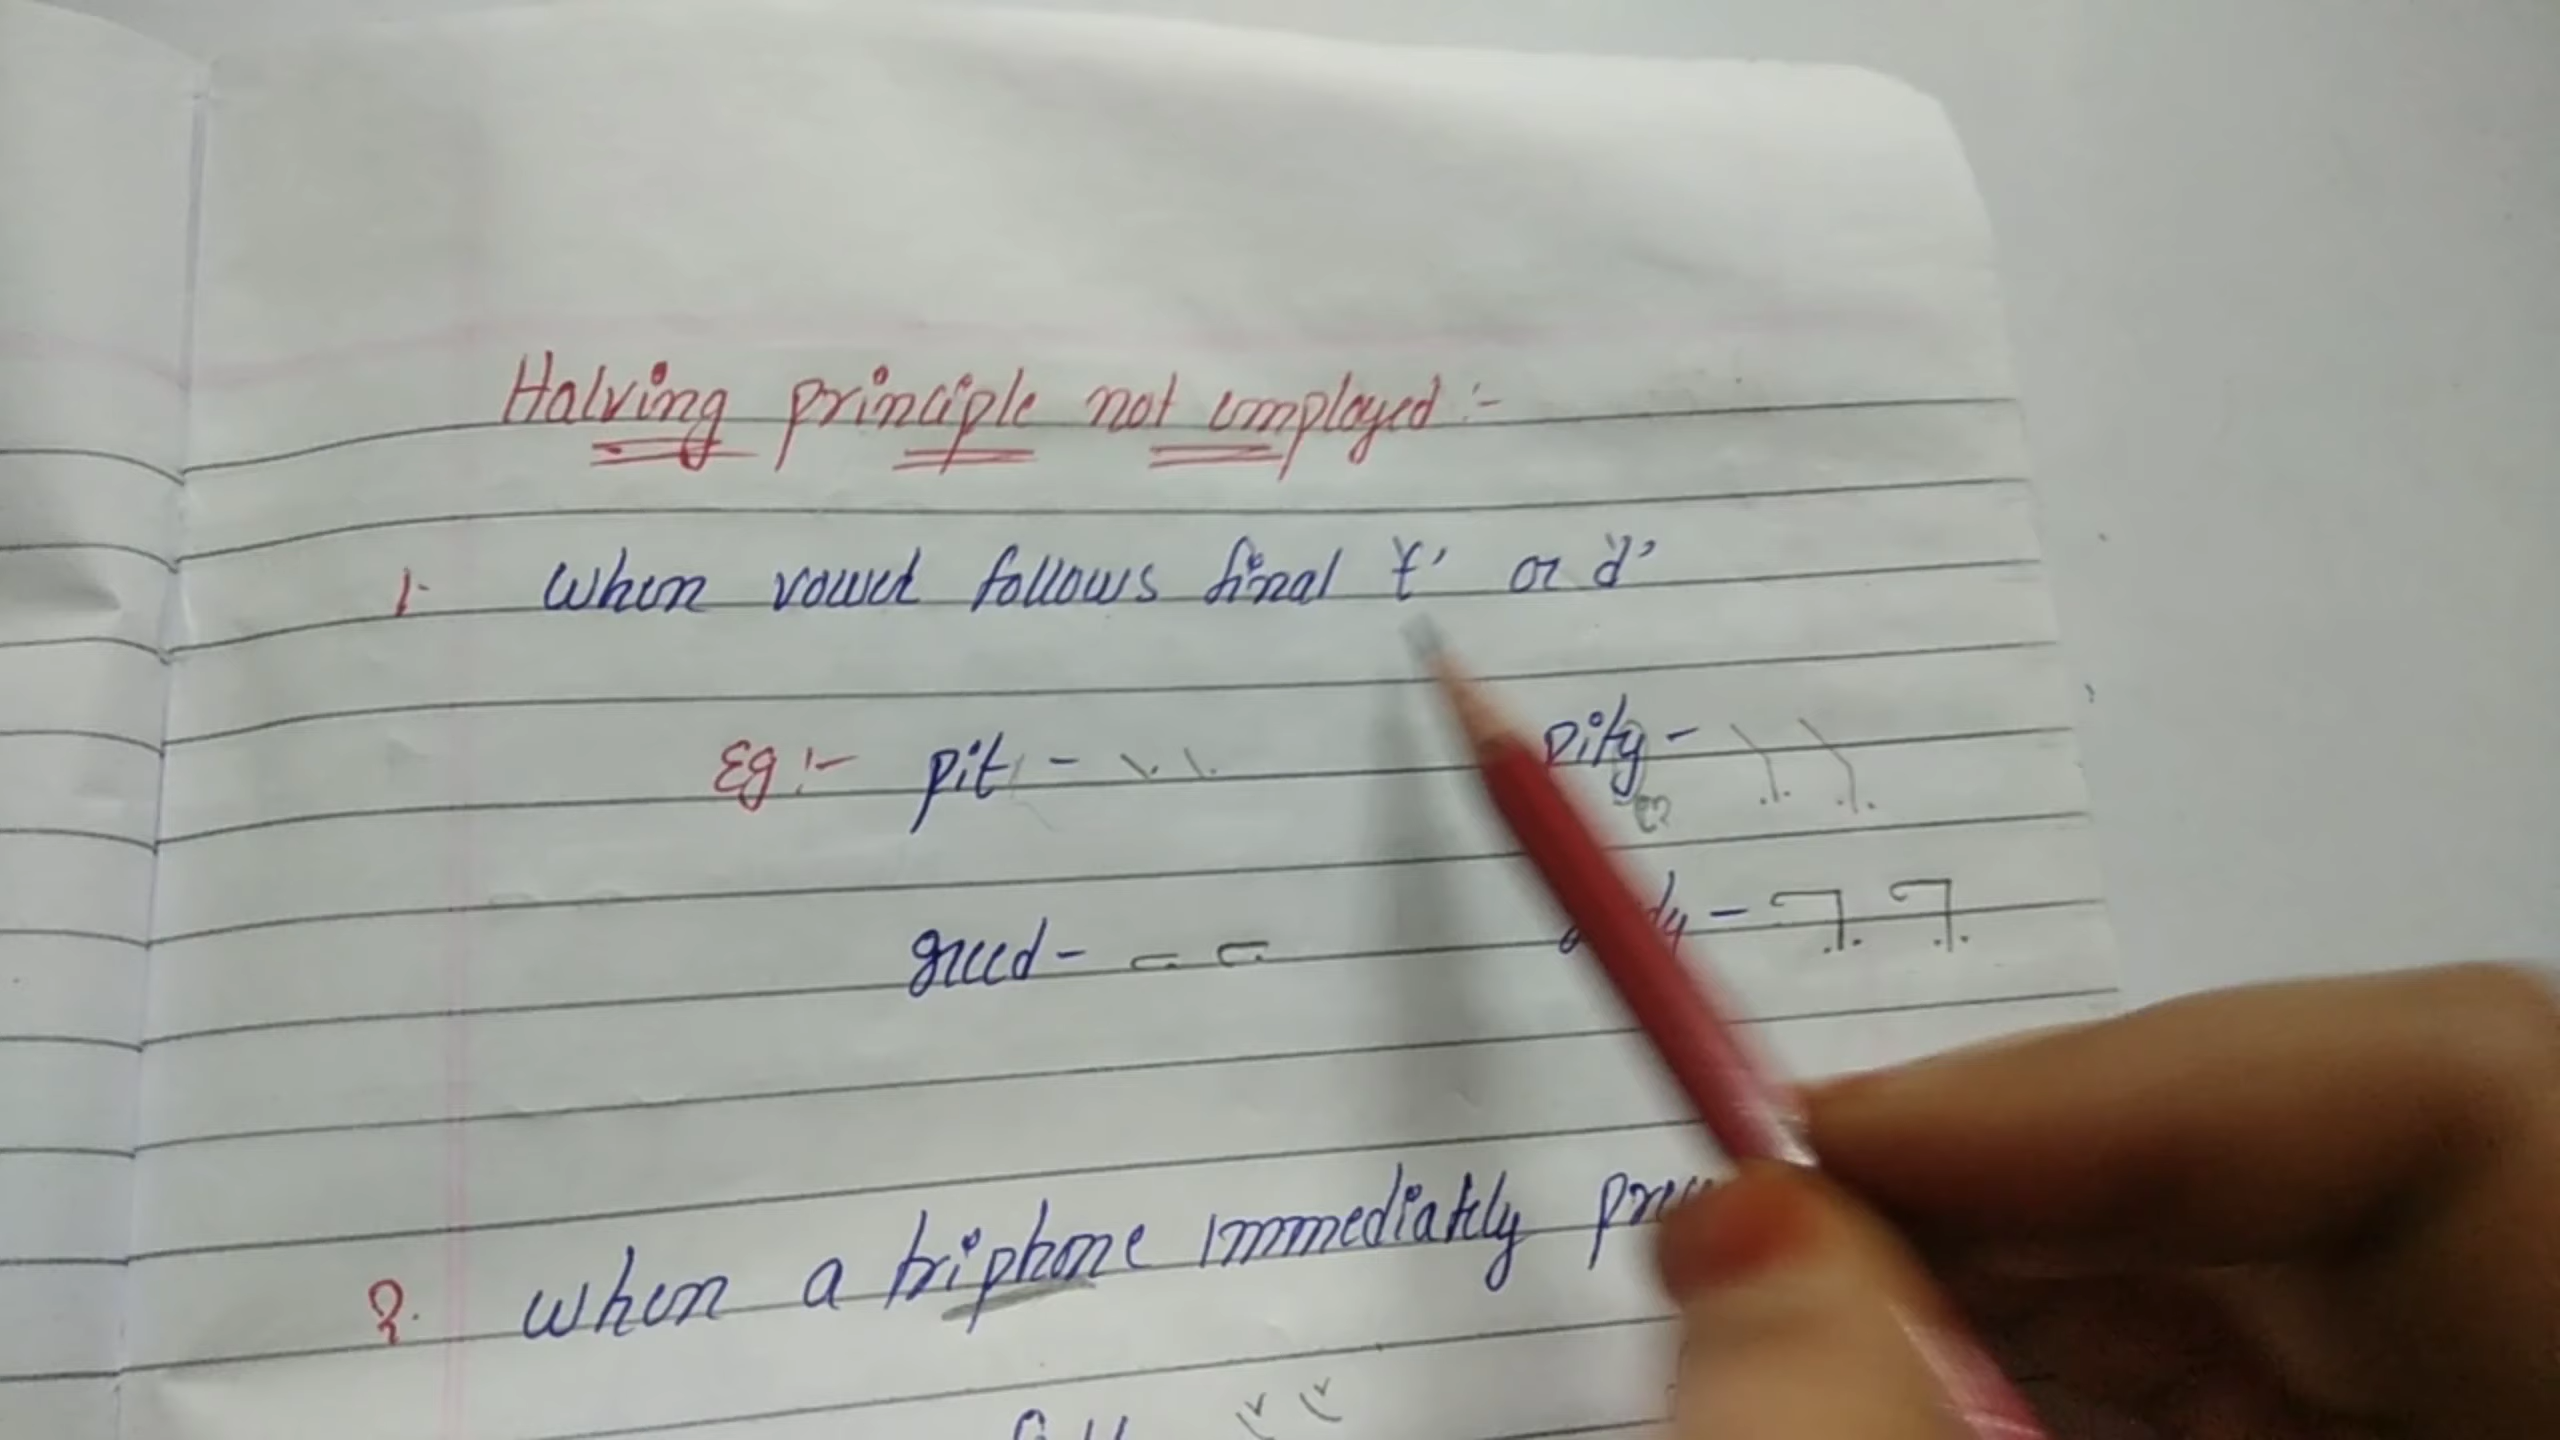 Halving principle not employed :-
1. When vowel follows final 't' or 'd'
Eg :- pit - pity -
greed -
2. When a triphone immediately